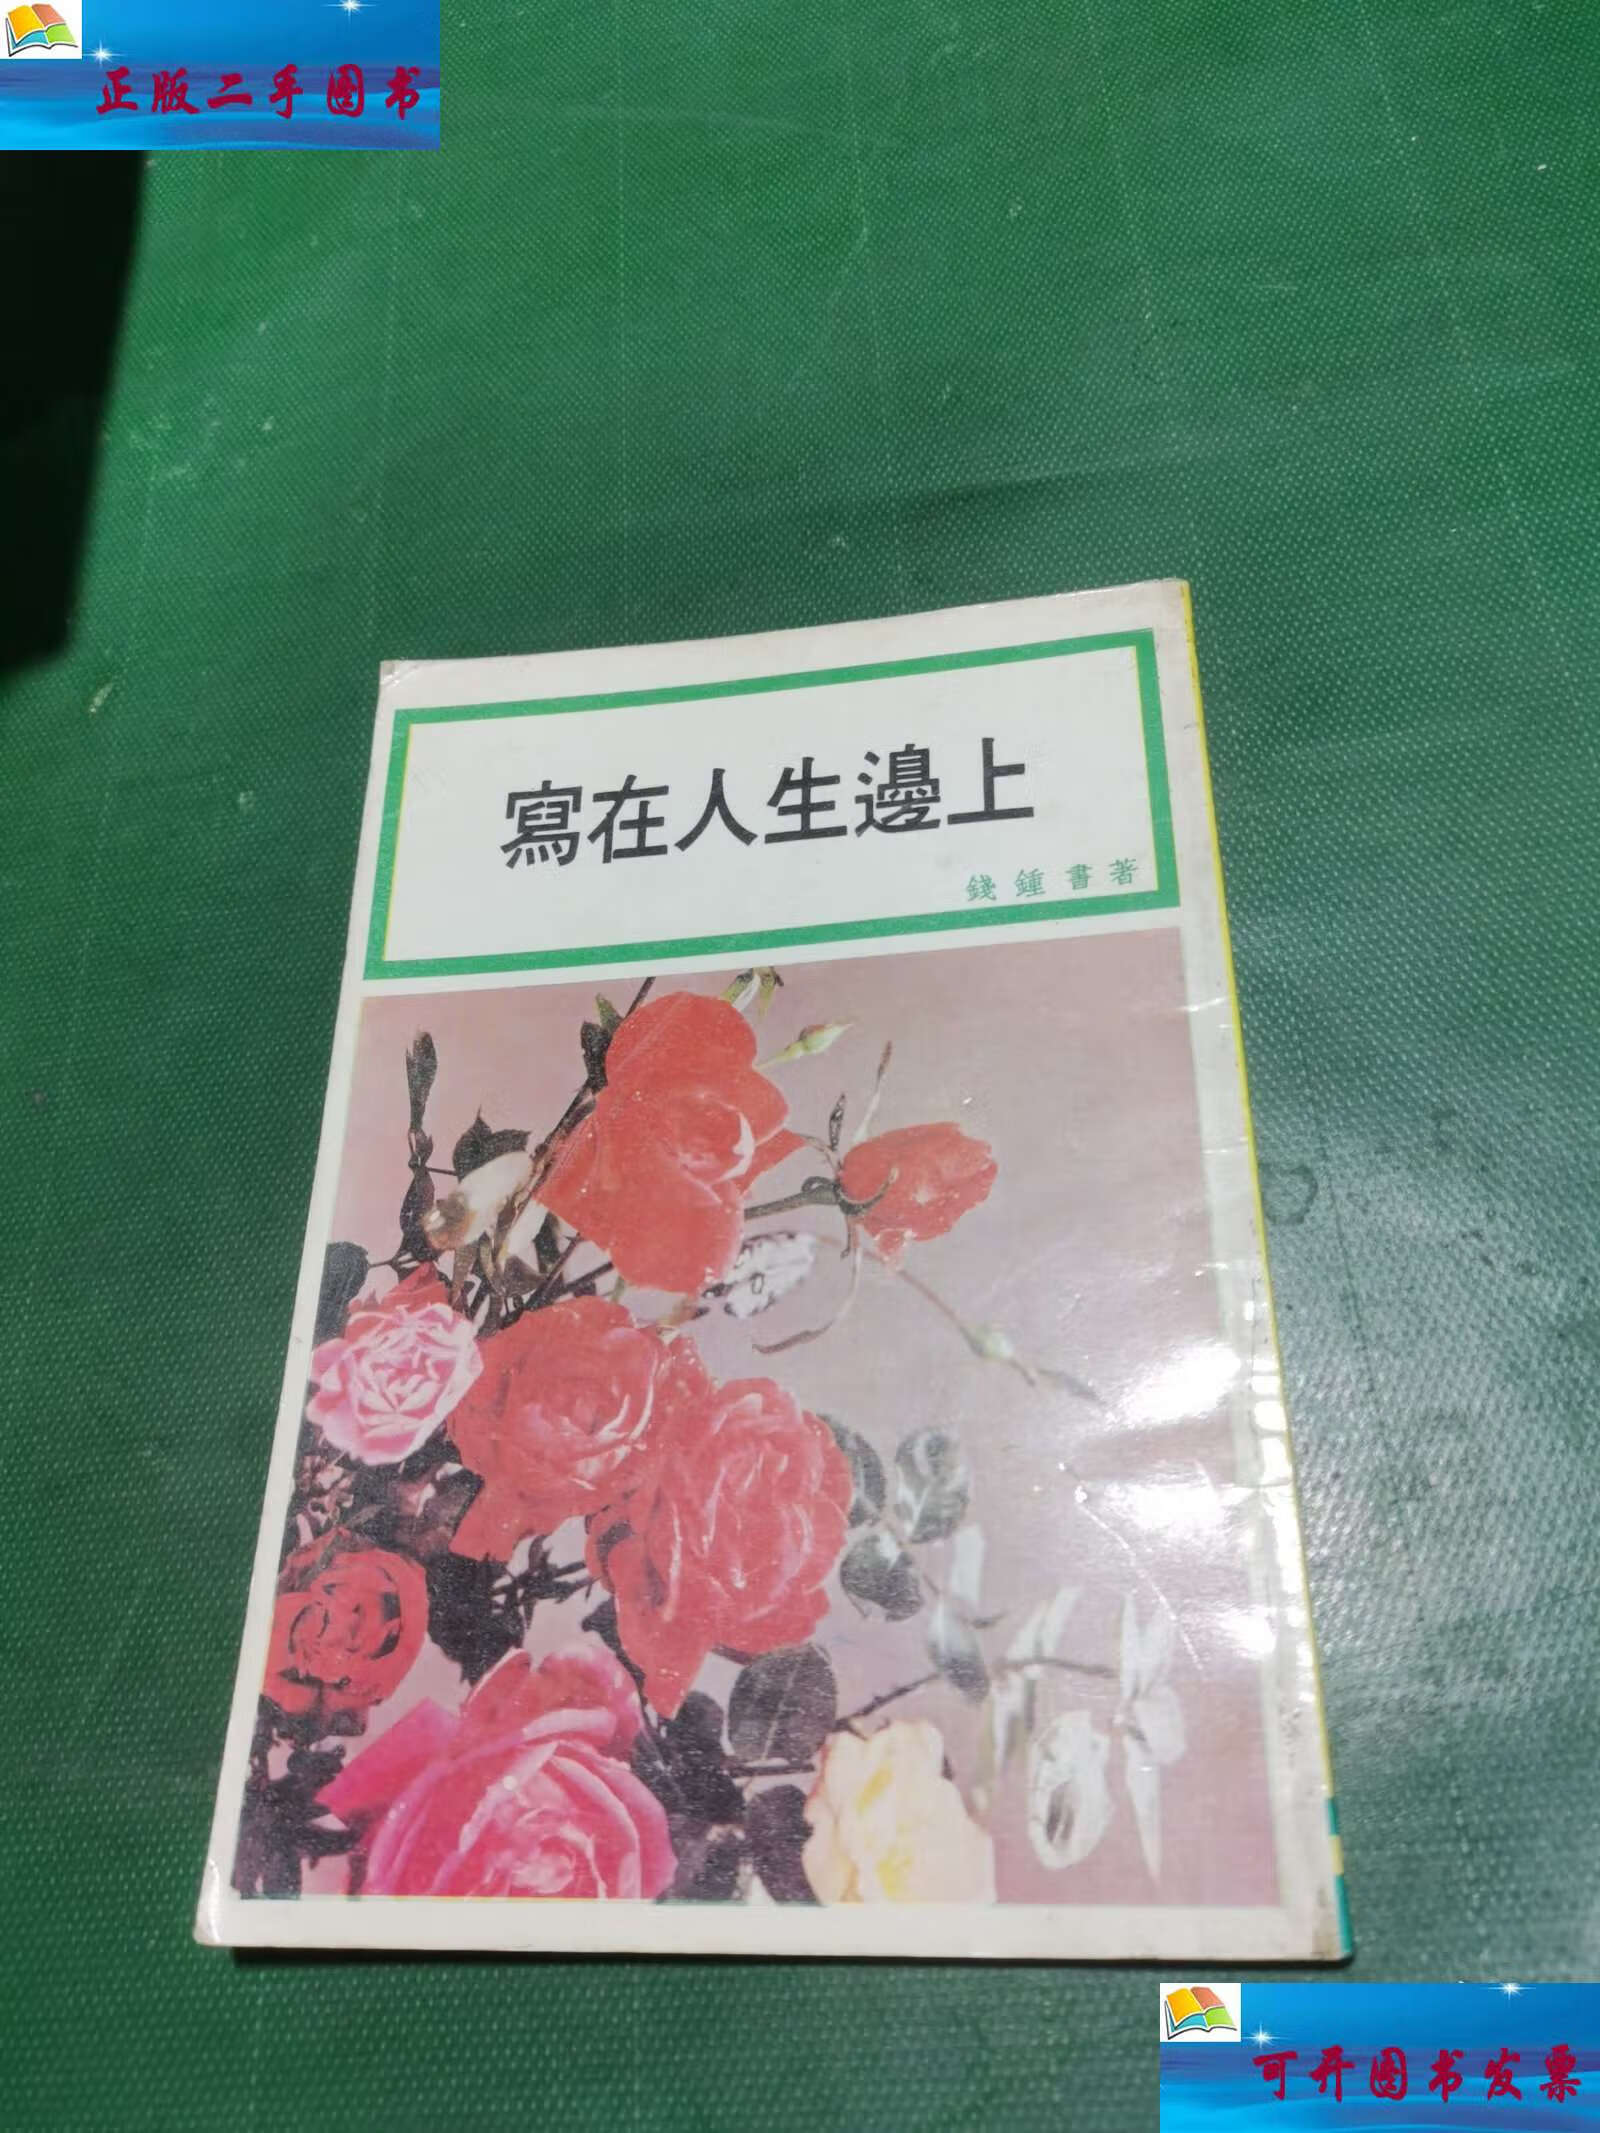 正版二手图书
寫在人生邊上
錢鍾書著
可开图书发票